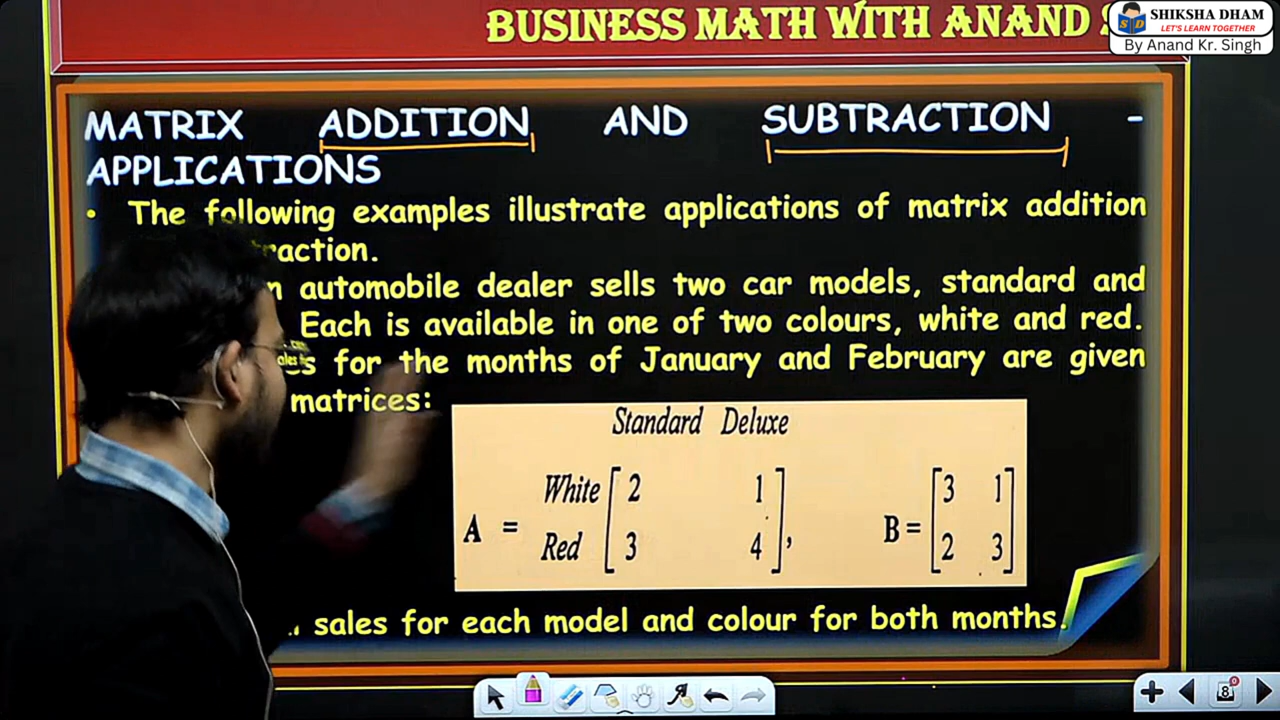 BUSINESS MATH WITH ANAND
SHIKSHA DHAM
LET'S LEARN TOGETHER
By Anand Kr. Singh
MATRIX ADDITION AND SUBTRACTION -
APPLICATIONS
• The following examples illustrate applications of matrix addition
raction.
automobile dealer sells two car models, standard and
Each is available in one of two colours, white and red.
for the months of January and February are given
matrices:
Standard Deluxe
A = White [ 2 1 ]
Red [ 3 4 ],
B = [ 3 1 ]
[ 2 3 ]
sales for each model and colour for both months.
8
0